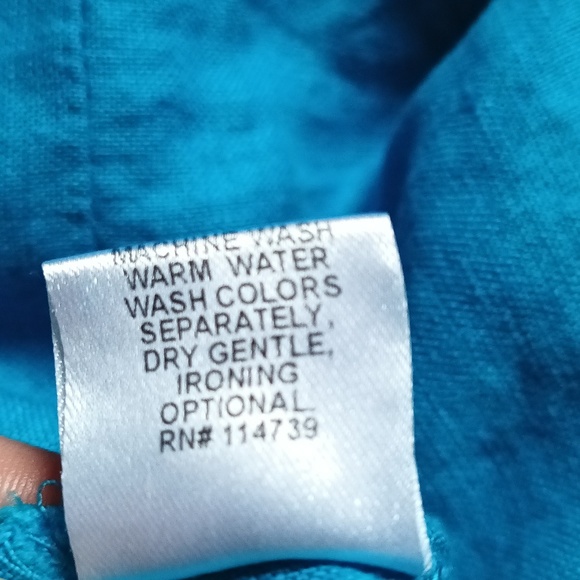 MACHINE WASH
WARM WATER
WASH COLORS
SEPARATELY,
DRY GENTLE,
IRONING
OPTIONAL
RN# 114739